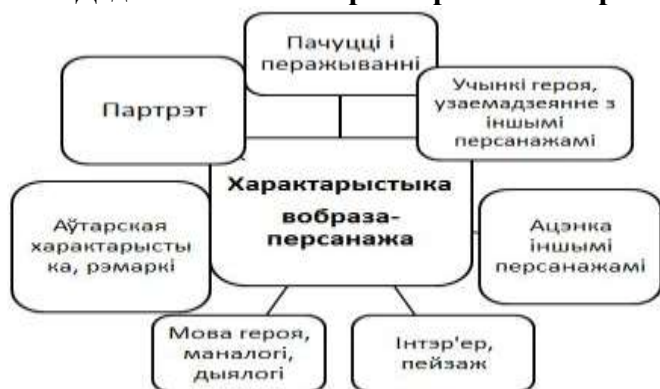 Пачуцці і
перажыванні
Партрэт
Учынкі героя,
узаемадзеянне з
іншымі
персанажамі
Характарыстыка
вобраза-
персанажа
Аўтарская
характарысты
ка, рэмаркі
Ацэнка
іншымі
персанажамі
Мова героя,
маналогі,
дыялогі
Інтэр'ер,
пейзаж